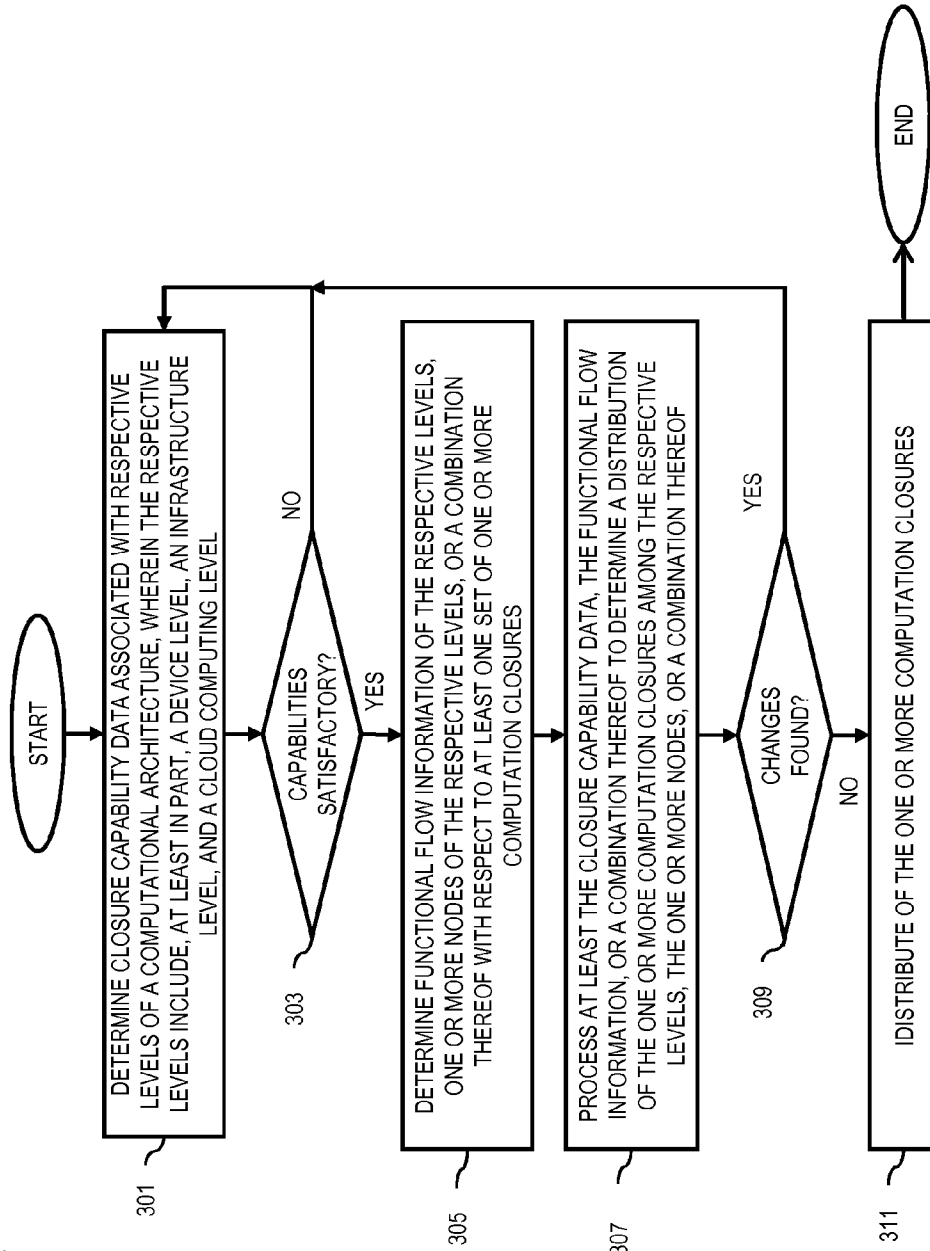 START
DETERMINE CLOSURE CAPABILITY DATA ASSOCIATED WITH RESPECTIVE
LEVELS OF A COMPUTATIONAL ARCHITECTURE, WHEREIN THE RESPECTIVE
LEVELS INCLUDE, AT LEAST IN PART, A DEVICE LEVEL, AN INFRASTRUCTURE
LEVEL, AND A CLOUD COMPUTING LEVEL
301
CAPABILITIES
SATISFACTORY?
NO
YES
303
DETERMINE FUNCTIONAL FLOW INFORMATION OF THE RESPECTIVE LEVELS,
ONE OR MORE NODES OF THE RESPECTIVE LEVELS, OR A COMBINATION
THEREOF WITH RESPECT TO AT LEAST ONE SET OF ONE OR MORE
COMPUTATION CLOSURES
305
PROCESS AT LEAST THE CLOSURE CAPABILITY DATA, THE FUNCTIONAL FLOW
INFORMATION, OR A COMBINATION THEREOF TO DETERMINE A DISTRIBUTION
OF THE ONE OR MORE COMPUTATION CLOSURES AMONG THE RESPECTIVE
LEVELS, THE ONE OR MORE NODES, OR A COMBINATION THEREOF
307
CHANGES
FOUND?
YES
NO
309
IDISTRIBUTE OF THE ONE OR MORE COMPUTATION CLOSURES
311
END